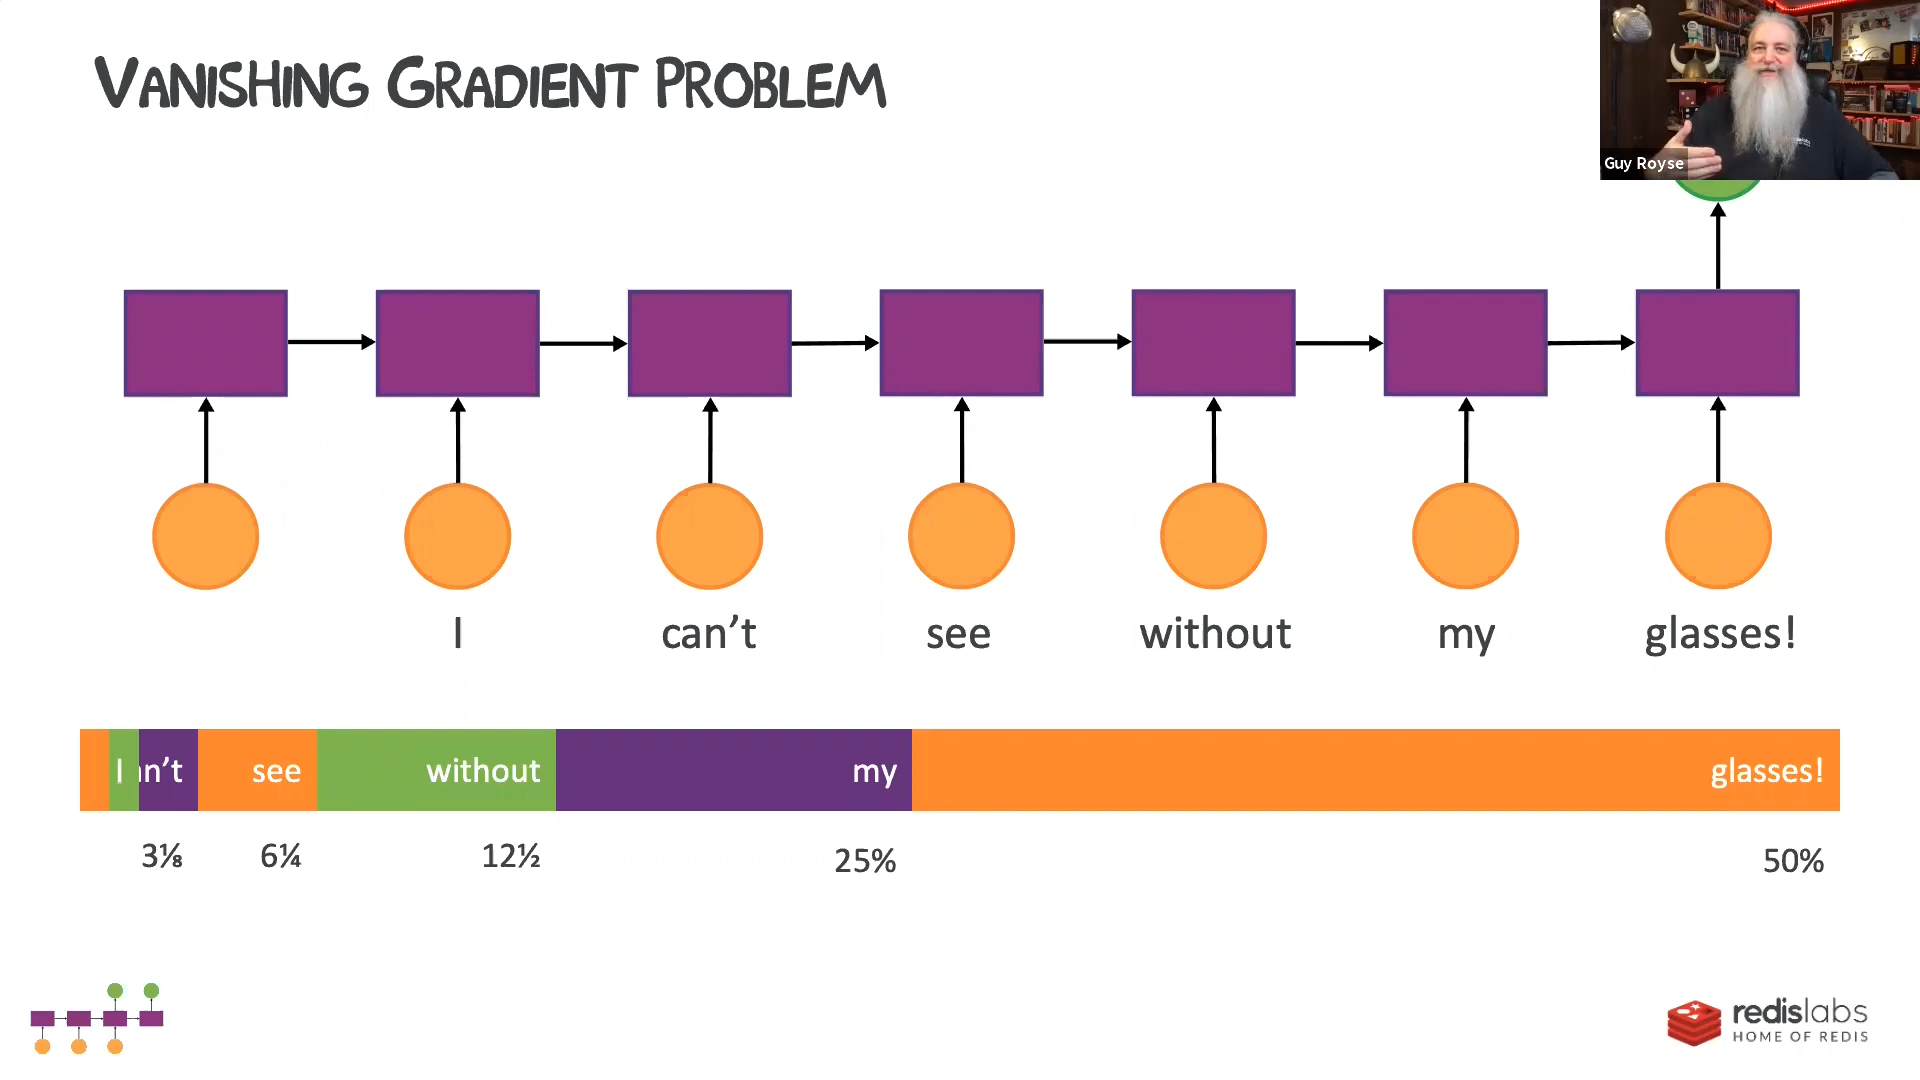 VANISHING GRADIENT PROBLEM
Guy Royse
I can't see without my glasses!
I n't see without my glasses!
3⅛ 6¼ 12½ 25% 50%
redislabs
HOME OF REDIS